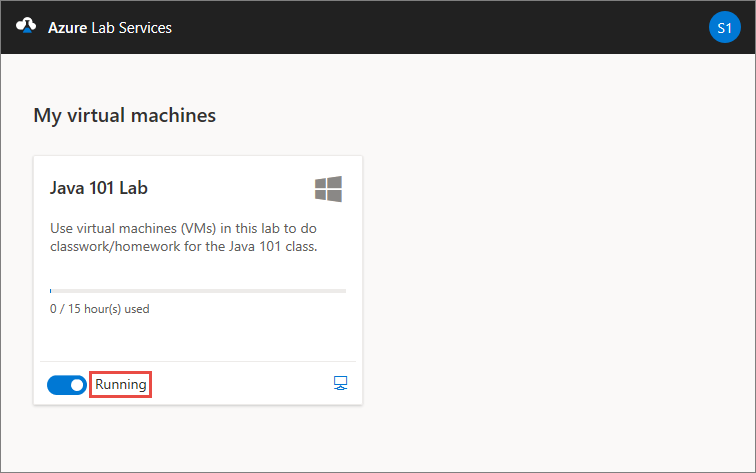 Azure Lab Services
S1
My virtual machines
Java 101 Lab
Use virtual machines (VMs) in this lab to do
classwork/homework for the Java 101 class.
0 / 15 hour(s) used
Running